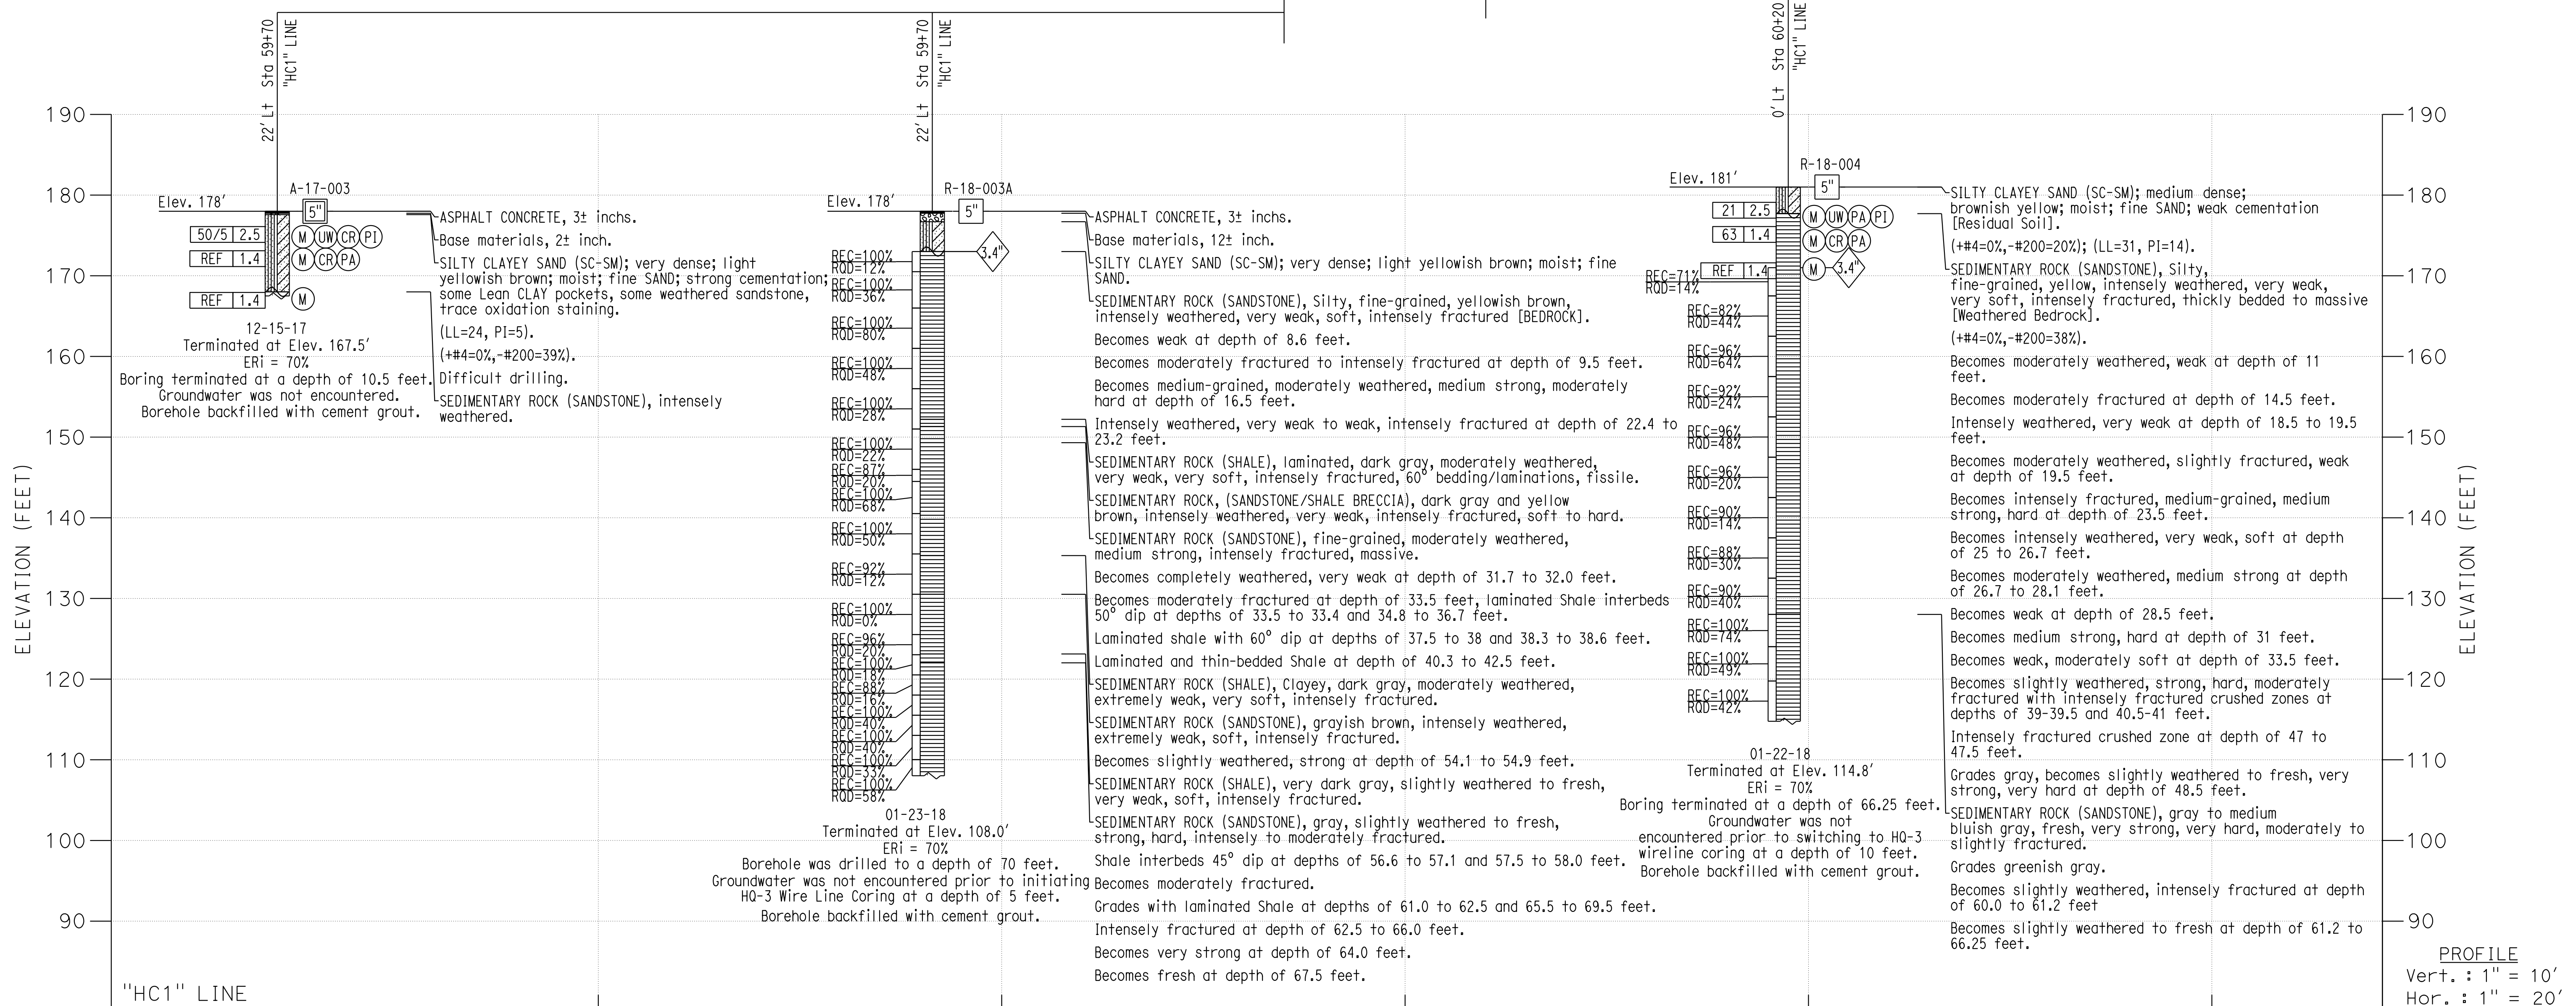 22' Lt Sta 59+70
"HC1" LINE
22' Lt Sta 59+70
"HC1" LINE
0' Lt Sta 60+20
"HC1" LINE
ELEVATION (FEET)
190
180
170
160
150
140
130
120
110
100
90
Elev. 178'
A-17-003
5"
50/5 2.5
M UW CR PI
REF 1.4
M CR PA
REF 1.4
M
12-15-17
Terminated at Elev. 167.5'
ERi = 70%
Boring terminated at a depth of 10.5 feet.
Groundwater was not encountered.
Borehole backfilled with cement grout.
ASPHALT CONCRETE, 3± inchs.
Base materials, 2± inch.
SILTY CLAYEY SAND (SC-SM); very dense; light
yellowish brown; moist; fine SAND; strong cementation;
some Lean CLAY pockets, some weathered sandstone,
trace oxidation staining.
(LL=24, PI=5).
(+#4=0%,-#200=39%).
Difficult drilling.
SEDIMENTARY ROCK (SANDSTONE), intensely
weathered.
Elev. 178'
R-18-003A
5"
3.4"
REC=100%
RQD=12%
REC=100%
RQD=36%
REC=100%
RQD=80%
REC=100%
RQD=48%
REC=100%
RQD=28%
REC=100%
RQD=22%
REC=87%
RQD=20%
REC=100%
RQD=68%
REC=100%
RQD=50%
REC=92%
RQD=12%
REC=100%
RQD=0%
REC=96%
RQD=20%
REC=100%
RQD=18%
REC=88%
RQD=16%
REC=100%
RQD=40%
REC=100%
RQD=40%
REC=100%
RQD=33%
REC=100%
RQD=58%
01-23-18
Terminated at Elev. 108.0'
ERi = 70%
Borehole was drilled to a depth of 70 feet.
Groundwater was not encountered prior to initiating
HQ-3 Wire Line Coring at a depth of 5 feet.
Borehole backfilled with cement grout.
ASPHALT CONCRETE, 3± inchs.
Base materials, 12± inch.
SILTY CLAYEY SAND (SC-SM); very dense; light yellowish brown; moist; fine
SAND.
SEDIMENTARY ROCK (SANDSTONE), Silty, fine-grained, yellowish brown,
intensely weathered, very weak, soft, intensely fractured [BEDROCK].
Becomes weak at depth of 8.6 feet.
Becomes moderately fractured to intensely fractured at depth of 9.5 feet.
Becomes medium-grained, moderately weathered, medium strong, moderately
hard at depth of 16.5 feet.
Intensely weathered, very weak to weak, intensely fractured at depth of 22.4 to
23.2 feet.
SEDIMENTARY ROCK (SHALE), laminated, dark gray, moderately weathered,
very weak, very soft, intensely fractured, 60° bedding/laminations, fissile.
SEDIMENTARY ROCK, (SANDSTONE/SHALE BRECCIA), dark gray and yellow
brown, intensely weathered, very weak, intensely fractured, soft to hard.
SEDIMENTARY ROCK (SANDSTONE), fine-grained, moderately weathered,
medium strong, intensely fractured, massive.
Becomes completely weathered, very weak at depth of 31.7 to 32.0 feet.
Becomes moderately fractured at depth of 33.5 feet, laminated Shale interbeds
50° dip at depths of 33.5 to 33.4 and 34.8 to 36.7 feet.
Laminated shale with 60° dip at depths of 37.5 to 38 and 38.3 to 38.6 feet.
Laminated and thin-bedded Shale at depth of 40.3 to 42.5 feet.
SEDIMENTARY ROCK (SHALE), Clayey, dark gray, moderately weathered,
extremely weak, very soft, intensely fractured.
SEDIMENTARY ROCK (SANDSTONE), grayish brown, intensely weathered,
extremely weak, soft, intensely fractured.
Becomes slightly weathered, strong at depth of 54.1 to 54.9 feet.
SEDIMENTARY ROCK (SHALE), very dark gray, slightly weathered to fresh,
very weak, soft, intensely fractured.
SEDIMENTARY ROCK (SANDSTONE), gray, slightly weathered to fresh,
strong, hard, intensely to moderately fractured.
Shale interbeds 45° dip at depths of 56.6 to 57.1 and 57.5 to 58.0 feet.
Becomes moderately fractured.
Grades with laminated Shale at depths of 61.0 to 62.5 and 65.5 to 69.5 feet.
Intensely fractured at depth of 62.5 to 66.0 feet.
Becomes very strong at depth of 64.0 feet.
Becomes fresh at depth of 67.5 feet.
Elev. 181'
R-18-004
5"
21 2.5
M UW PA PI
63 1.4
M CR PA
REF 1.4
M
3.4"
REC=71%
RQD=14%
REC=82%
RQD=44%
REC=96%
RQD=64%
REC=92%
RQD=24%
REC=96%
RQD=48%
REC=96%
RQD=20%
REC=90%
RQD=14%
REC=88%
RQD=30%
REC=90%
RQD=40%
REC=100%
RQD=74%
REC=100%
RQD=49%
REC=100%
RQD=42%
01-22-18
Terminated at Elev. 114.8'
ERi = 70%
Boring terminated at a depth of 66.25 feet.
Groundwater was not
encountered prior to switching to HQ-3
wireline coring at a depth of 10 feet.
Borehole backfilled with cement grout.
SILTY CLAYEY SAND (SC-SM); medium dense;
brownish yellow; moist; fine SAND; weak cementation
[Residual Soil].
(+#4=0%,-#200=20%); (LL=31, PI=14).
SEDIMENTARY ROCK (SANDSTONE), Silty,
fine-grained, yellow, intensely weathered, very weak,
very soft, intensely fractured, thickly bedded to massive
[Weathered Bedrock].
(+#4=0%,-#200=38%).
Becomes moderately weathered, weak at depth of 11
feet.
Becomes moderately fractured at depth of 14.5 feet.
Intensely weathered, very weak at depth of 18.5 to 19.5
feet.
Becomes moderately weathered, slightly fractured, weak
at depth of 19.5 feet.
Becomes intensely fractured, medium-grained, medium
strong, hard at depth of 23.5 feet.
Becomes intensely weathered, very weak, soft at depth
of 25 to 26.7 feet.
Becomes moderately weathered, medium strong at depth
of 26.7 to 28.1 feet.
Becomes weak at depth of 28.5 feet.
Becomes medium strong, hard at depth of 31 feet.
Becomes weak, moderately soft at depth of 33.5 feet.
Becomes slightly weathered, strong, hard, moderately
fractured with intensely fractured crushed zones at
depths of 39-39.5 and 40.5-41 feet.
Intensely fractured crushed zone at depth of 47 to
47.5 feet.
Grades gray, becomes slightly weathered to fresh, very
strong, very hard at depth of 48.5 feet.
SEDIMENTARY ROCK (SANDSTONE), gray to medium
bluish gray, fresh, very strong, very hard, moderately to
slightly fractured.
Grades greenish gray.
Becomes slightly weathered, intensely fractured at depth
of 60.0 to 61.2 feet
Becomes slightly weathered to fresh at depth of 61.2 to
66.25 feet.
190
180
170
160
150
140
130
120
110
100
90
ELEVATION (FEET)
"HC1" LINE
PROFILE
Vert. : 1" = 10'
Hor. : 1" = 20'